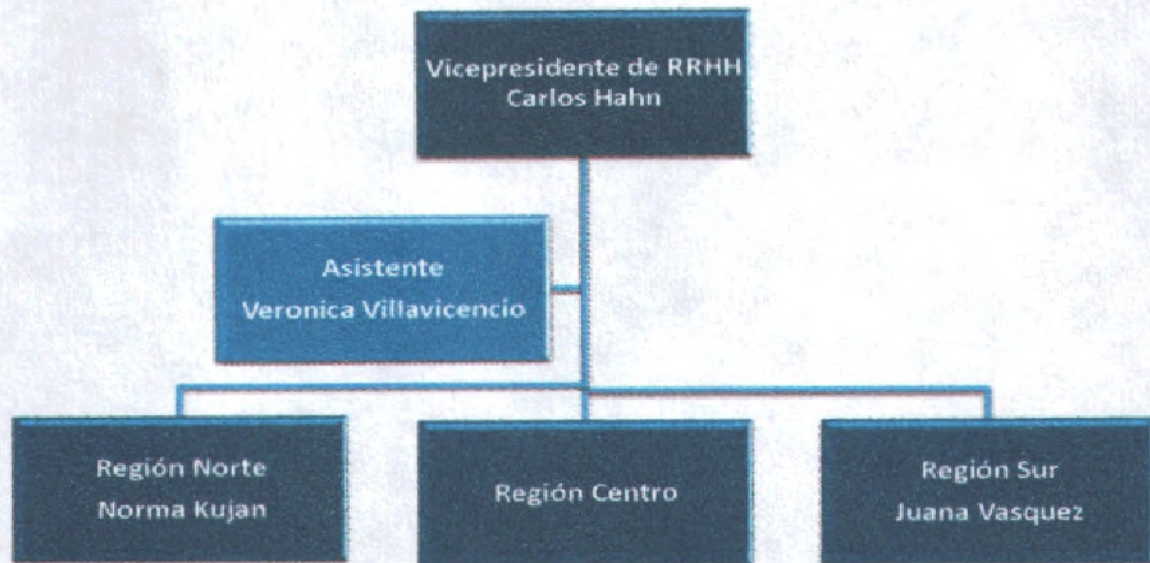 Vicepresidente de RRHH
Carlos Hahn
Asistente
Veronica Villavicencio
Región Norte
Norma Kujan
Región Centro
Región Sur
Juana Vasquez